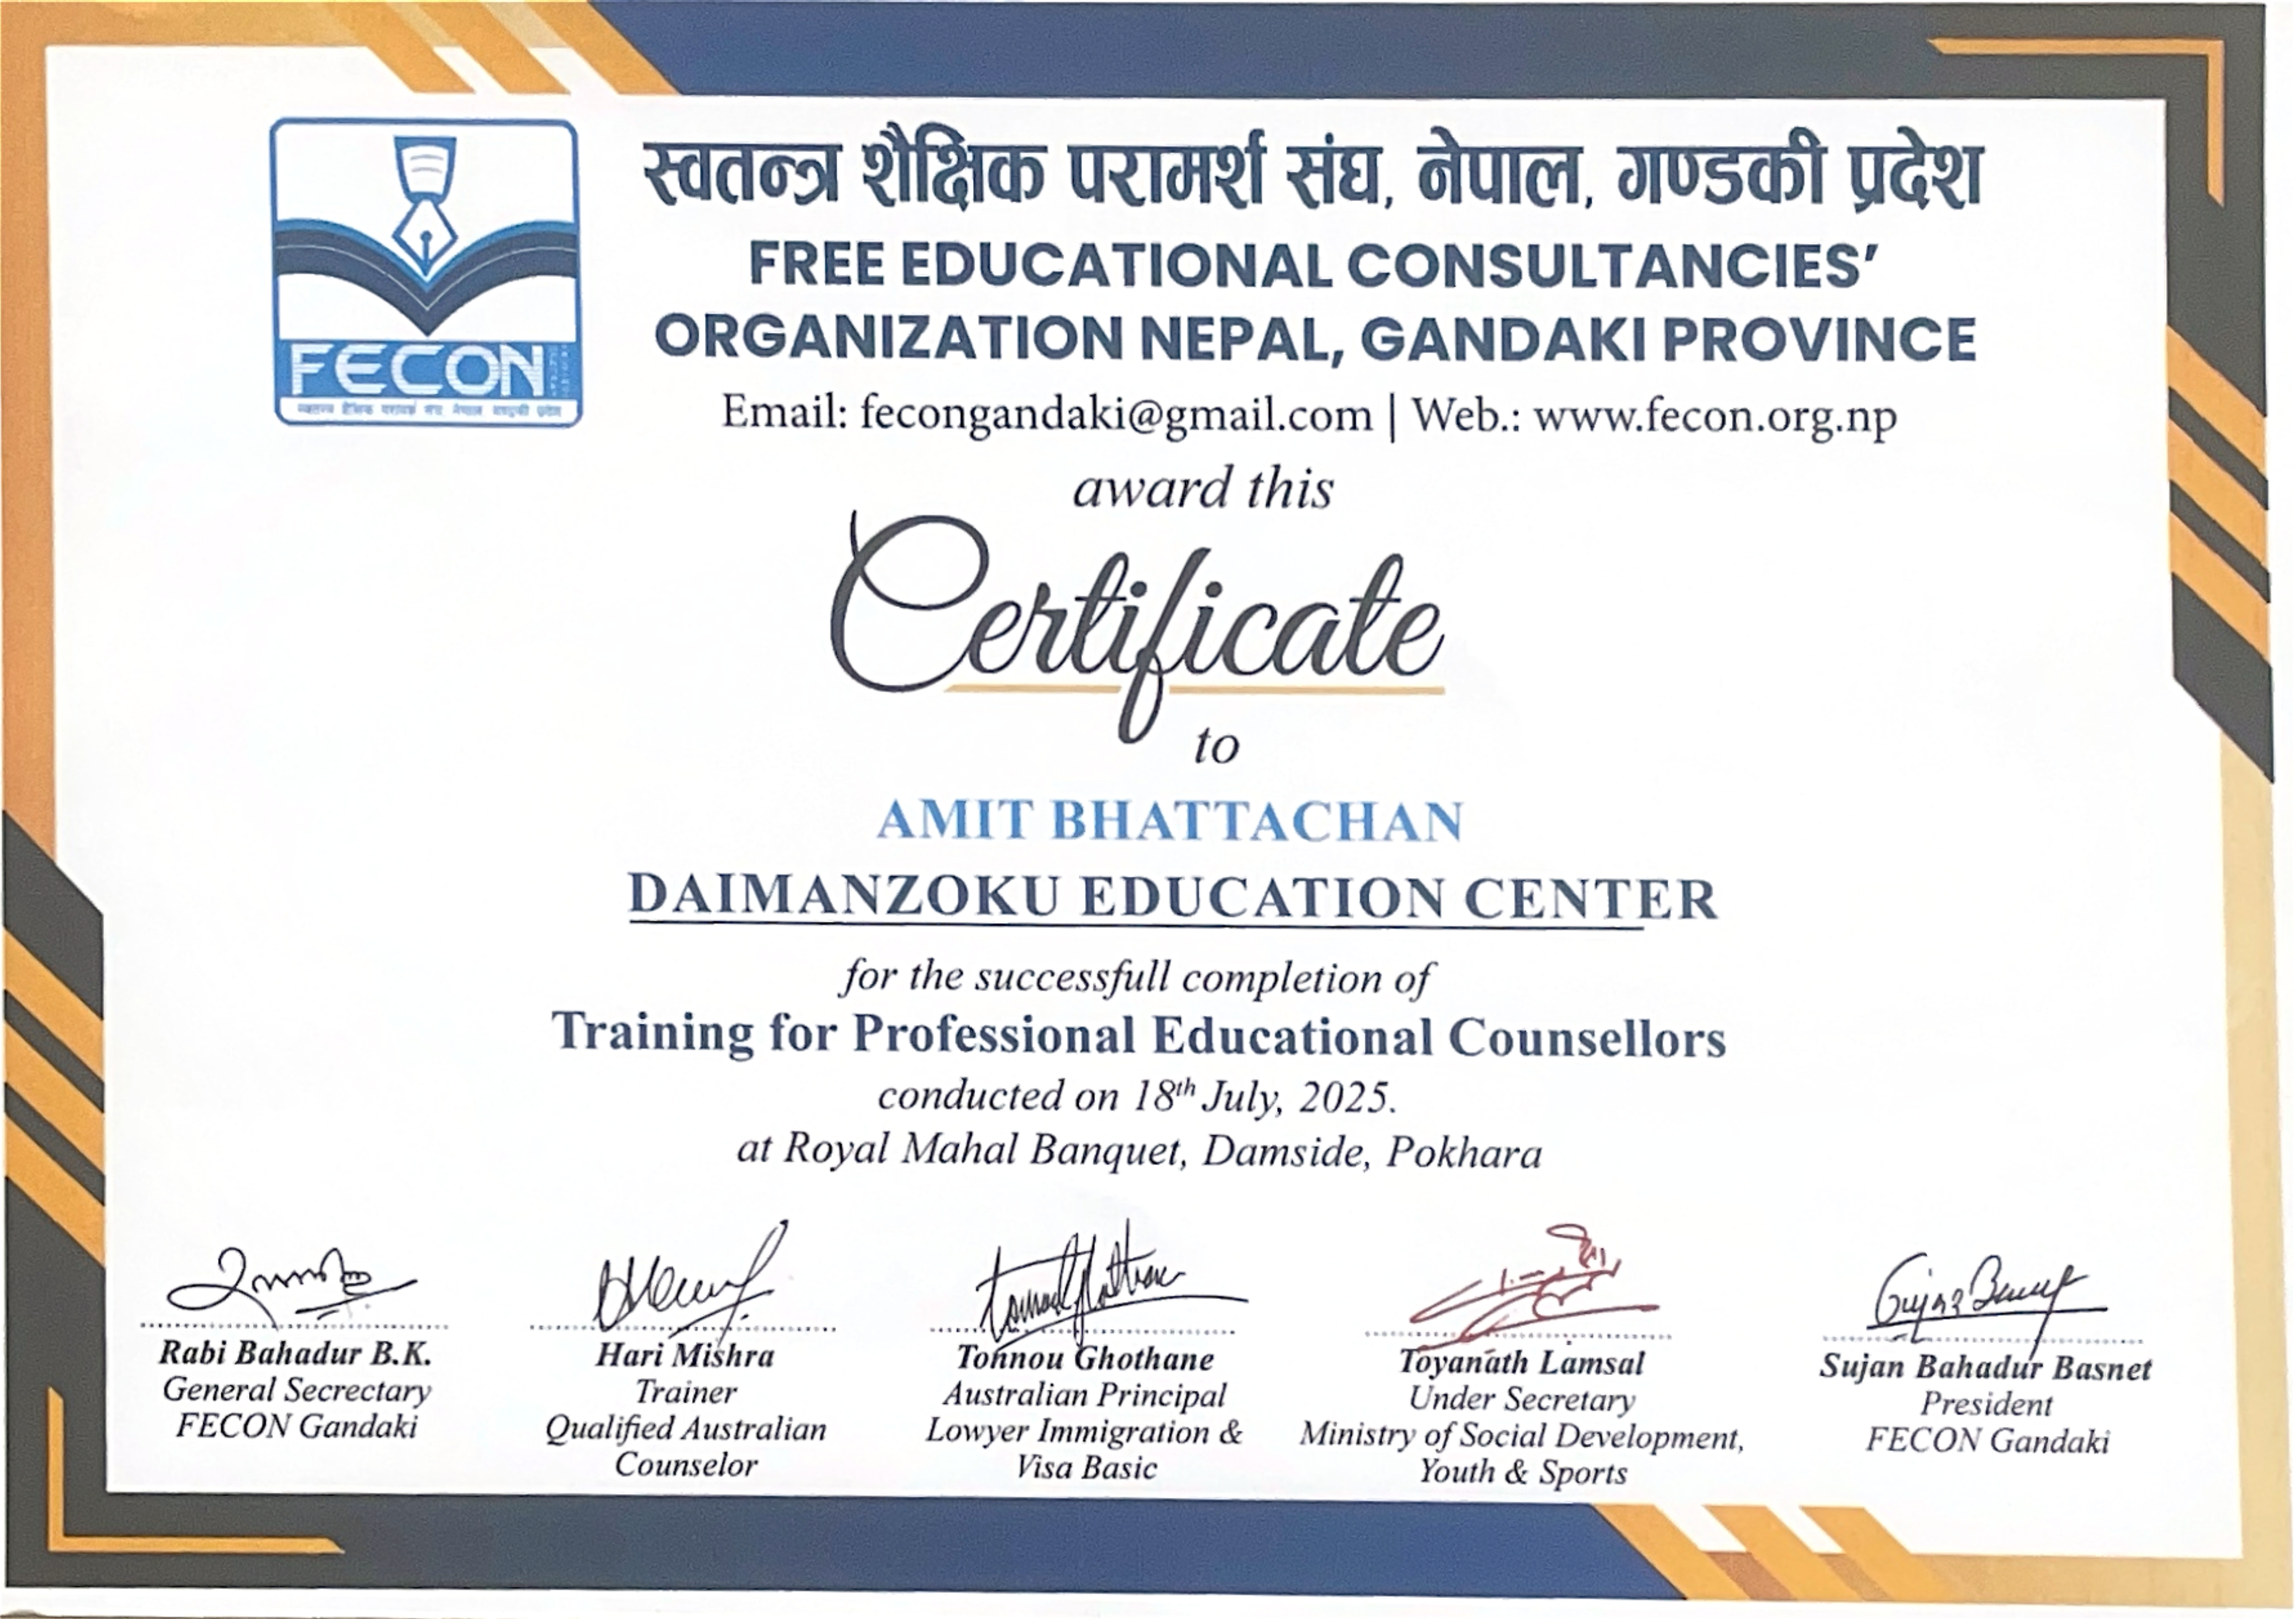 स्वतन्त्र शैक्षिक परामर्श संघ, नेपाल, गण्डकी प्रदेश
FREE EDUCATIONAL CONSULTANCIES’
ORGANIZATION NEPAL, GANDAKI PROVINCE
Email: fecongandaki@gmail.com | Web.: www.fecon.org.np
FECON
स्वतन्त्र शैक्षिक परामर्श संघ नेपाल गण्डकी प्रदेश
award this
Certificate
to
AMIT BHATTACHAN
DAIMANZOKU EDUCATION CENTER
for the successfull completion of
Training for Professional Educational Counsellors
conducted on 18th July, 2025.
at Royal Mahal Banquet, Damside, Pokhara
Rabi Bahadur B.K.
General Secrectary
FECON Gandaki
Hari Mishra
Trainer
Qualified Australian
Counselor
Tonnou Ghothane
Australian Principal
Lowyer Immigration &
Visa Basic
Toyanath Lamsal
Under Secretary
Ministry of Social Development,
Youth & Sports
Sujan Bahadur Basnet
President
FECON Gandaki